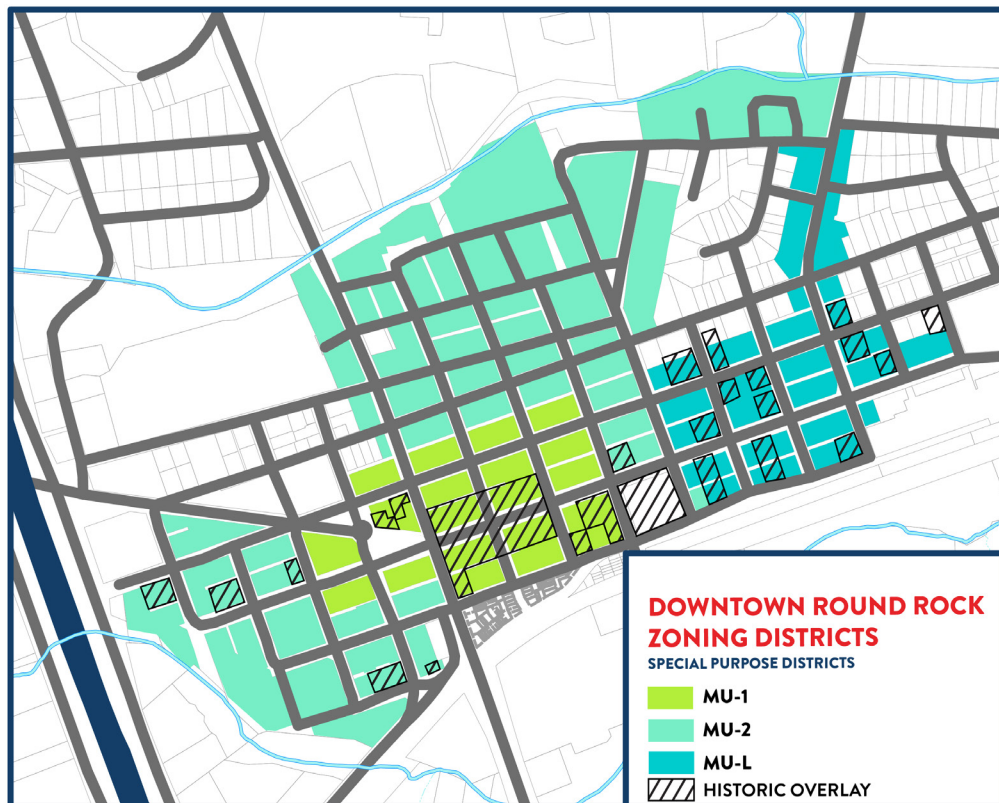 DOWNTOWN ROUND ROCK
ZONING DISTRICTS
SPECIAL PURPOSE DISTRICTS
MU-1
MU-2
MU-L
HISTORIC OVERLAY